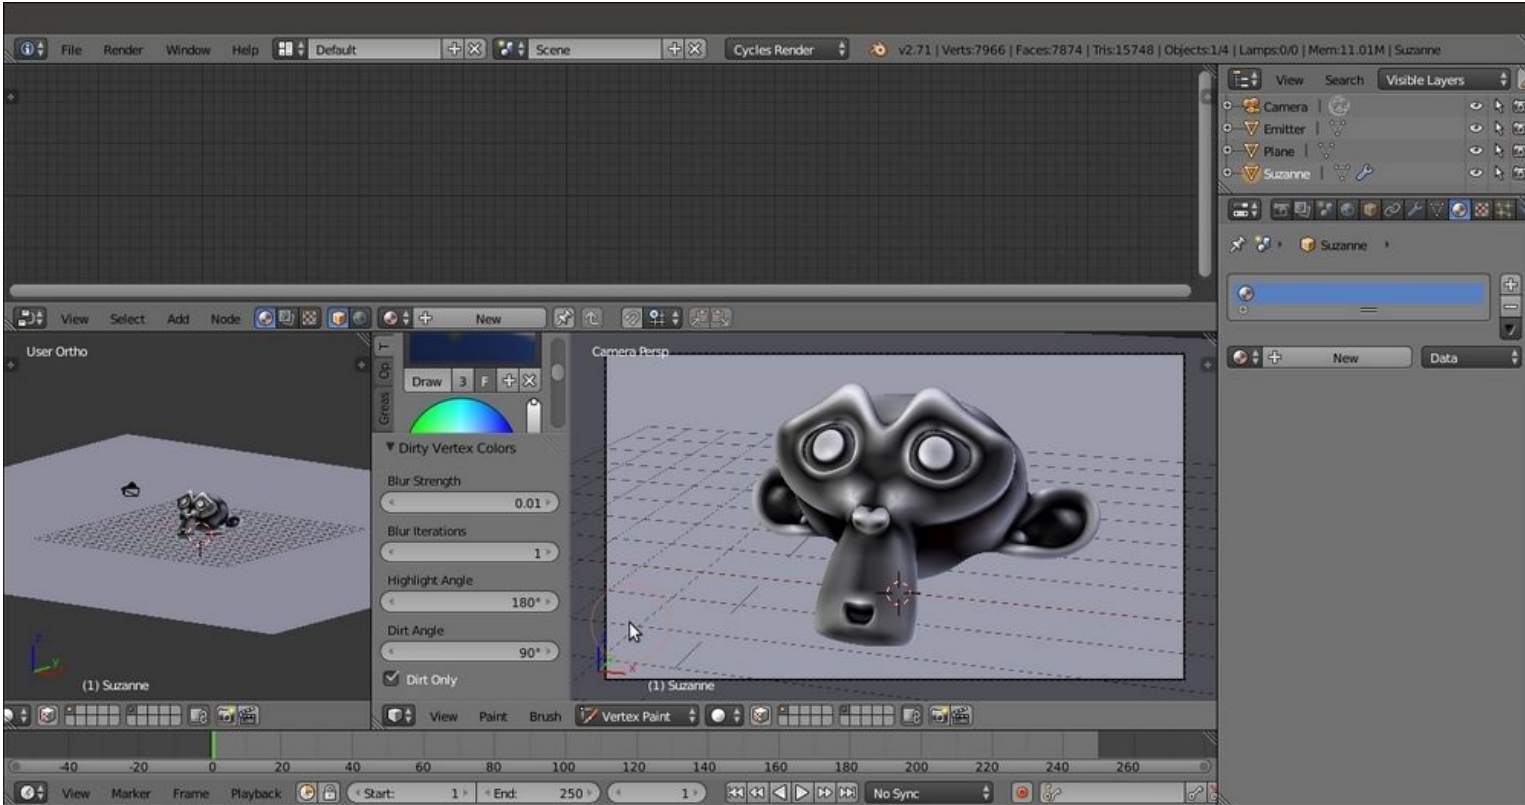 File Render Window Help Default Scene Cycles Render v2.71 | Verts:7966 | Faces:7874 | Tris:15748 | Objects:1/4 | Lamps:0/0 | Mem:11.01M | Suzanne
View Search Visible Layers
Camera
Emitter
Plane
Suzanne
Suzanne
View Select Add Node New
New Data
User Ortho
(1) Suzanne
Op
Greas
Draw 3 F
Dirty Vertex Colors
Blur Strength
0.01
Blur Iterations
1
Highlight Angle
180°
Dirt Angle
90°
Dirt Only
Camera Persp
z
y
x
(1) Suzanne
View Paint Brush Vertex Paint
-40 -20 0 20 40 60 80 100 120 140 160 180 200 220 240 260
View Marker Frame Playback Start: 1 End: 250 1 No Sync